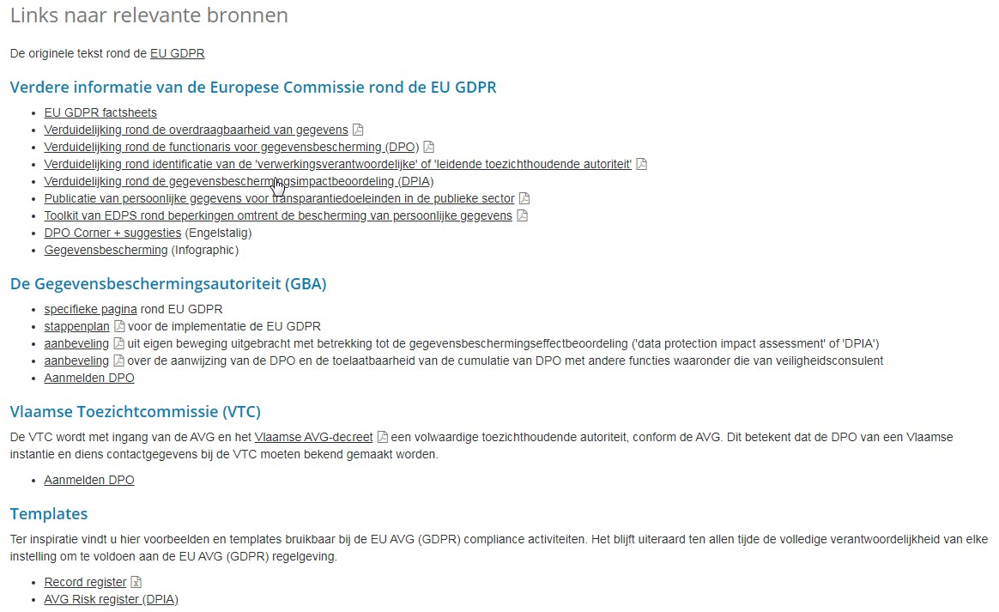 Links naar relevante bronnen
De originele tekst rond de EU GDPR
Verdere informatie van de Europese Commissie rond de EU GDPR
• EU GDPR factsheets
• Verduidelijking rond de overdraagbaarheid van gegevens
• Verduidelijking rond de functionaris voor gegevensbescherming (DPO)
• Verduidelijking rond identificatie van de 'verwerkingsverantwoordelijke' of 'leidende toezichthoudende autoriteit'
• Verduidelijking rond de gegevensbeschermingsimpactbeoordeling (DPIA)
• Publicatie van persoonlijke gegevens voor transparantiedoeleinden in de publieke sector
• Toolkit van EDPS rond beperkingen omtrent de bescherming van persoonlijke gegevens
• DPO Corner + suggesties (Engelstalig)
• Gegevensbescherming (Infographic)
De Gegevensbeschermingsautoriteit (GBA)
• specifieke pagina rond EU GDPR
• stappenplan voor de implementatie de EU GDPR
• aanbeveling uit eigen beweging uitgebracht met betrekking tot de gegevensbeschermingseffectbeoordeling ('data protection impact assessment' of 'DPIA')
• aanbeveling over de aanwijzing van de DPO en de toelaatbaarheid van de cumulatie van DPO met andere functies waaronder die van veiligheidsconsulent
• Aanmelden DPO
Vlaamse Toezichtcommissie (VTC)
De VTC wordt met ingang van de AVG en het Vlaamse AVG-decreet een volwaardige toezichthoudende autoriteit, conform de AVG. Dit betekent dat de DPO van een Vlaamse
instantie en diens contactgegevens bij de VTC moeten bekend gemaakt worden.
• Aanmelden DPO
Templates
Ter inspiratie vindt u hier voorbeelden en templates bruikbaar bij de EU AVG (GDPR) compliance activiteiten. Het blijft uiteraard ten allen tijde de volledige verantwoordelijkheid van elke
instelling om te voldoen aan de EU AVG (GDPR) regelgeving.
• Record register
• AVG Risk register (DPIA)